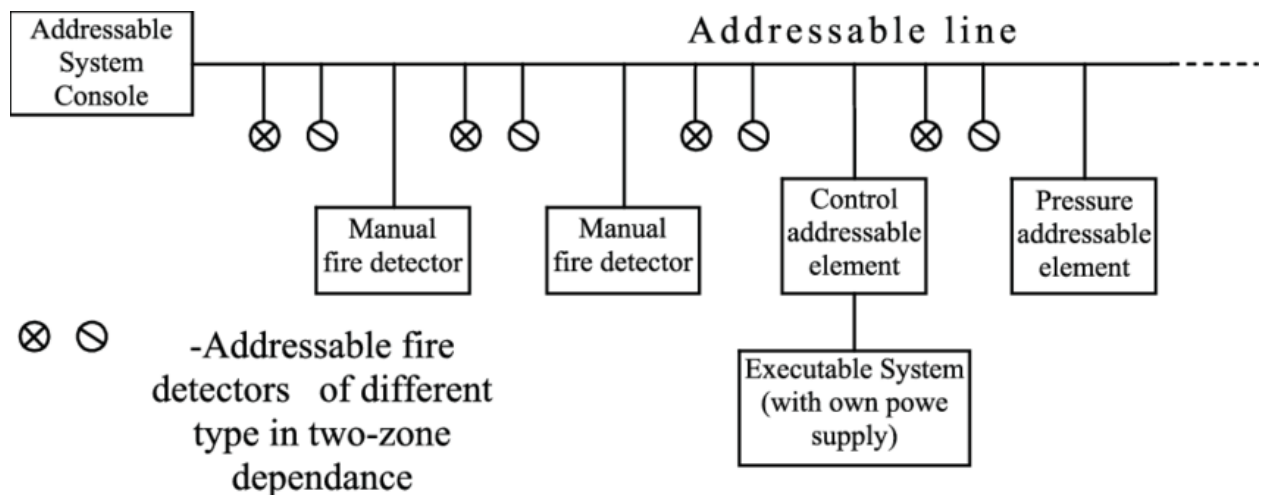 Addressable
System
Console
Addressable line
Manual
fire detector
Manual
fire detector
Control
addressable
element
Pressure
addressable
element
Executable System
(with own powe
supply)
-Addressable fire
detectors of different
type in two-zone
dependance